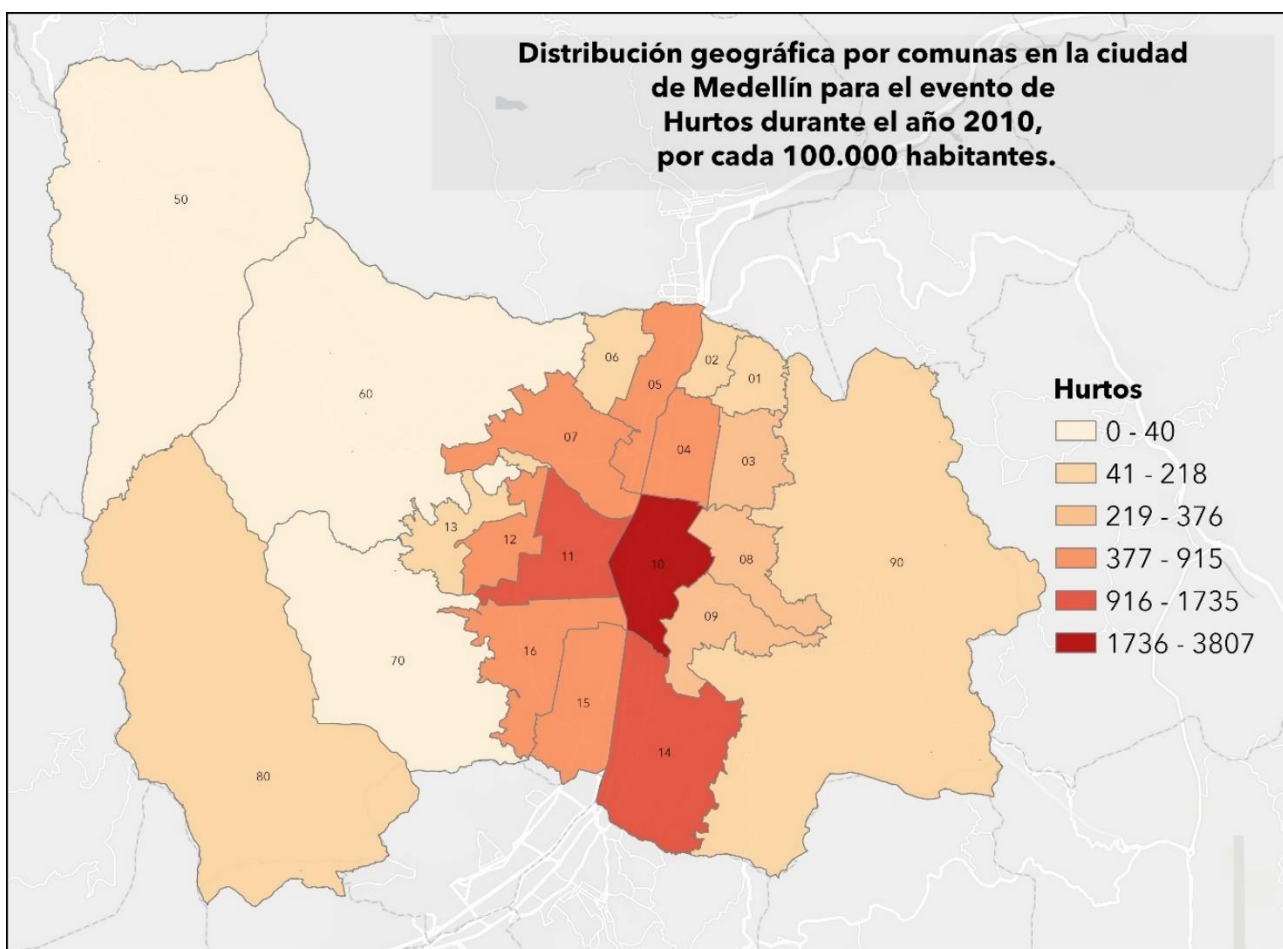 Distribución geográfica por comunas en la ciudad
de Medellín para el evento de
Hurtos durante el año 2010,
por cada 100.000 habitantes.
50
60
06
05
02
01
07
04
03
13
12
11
10
08
90
09
70
16
15
14
80
Hurtos
0 - 40
41 - 218
219 - 376
377 - 915
916 - 1735
1736 - 3807